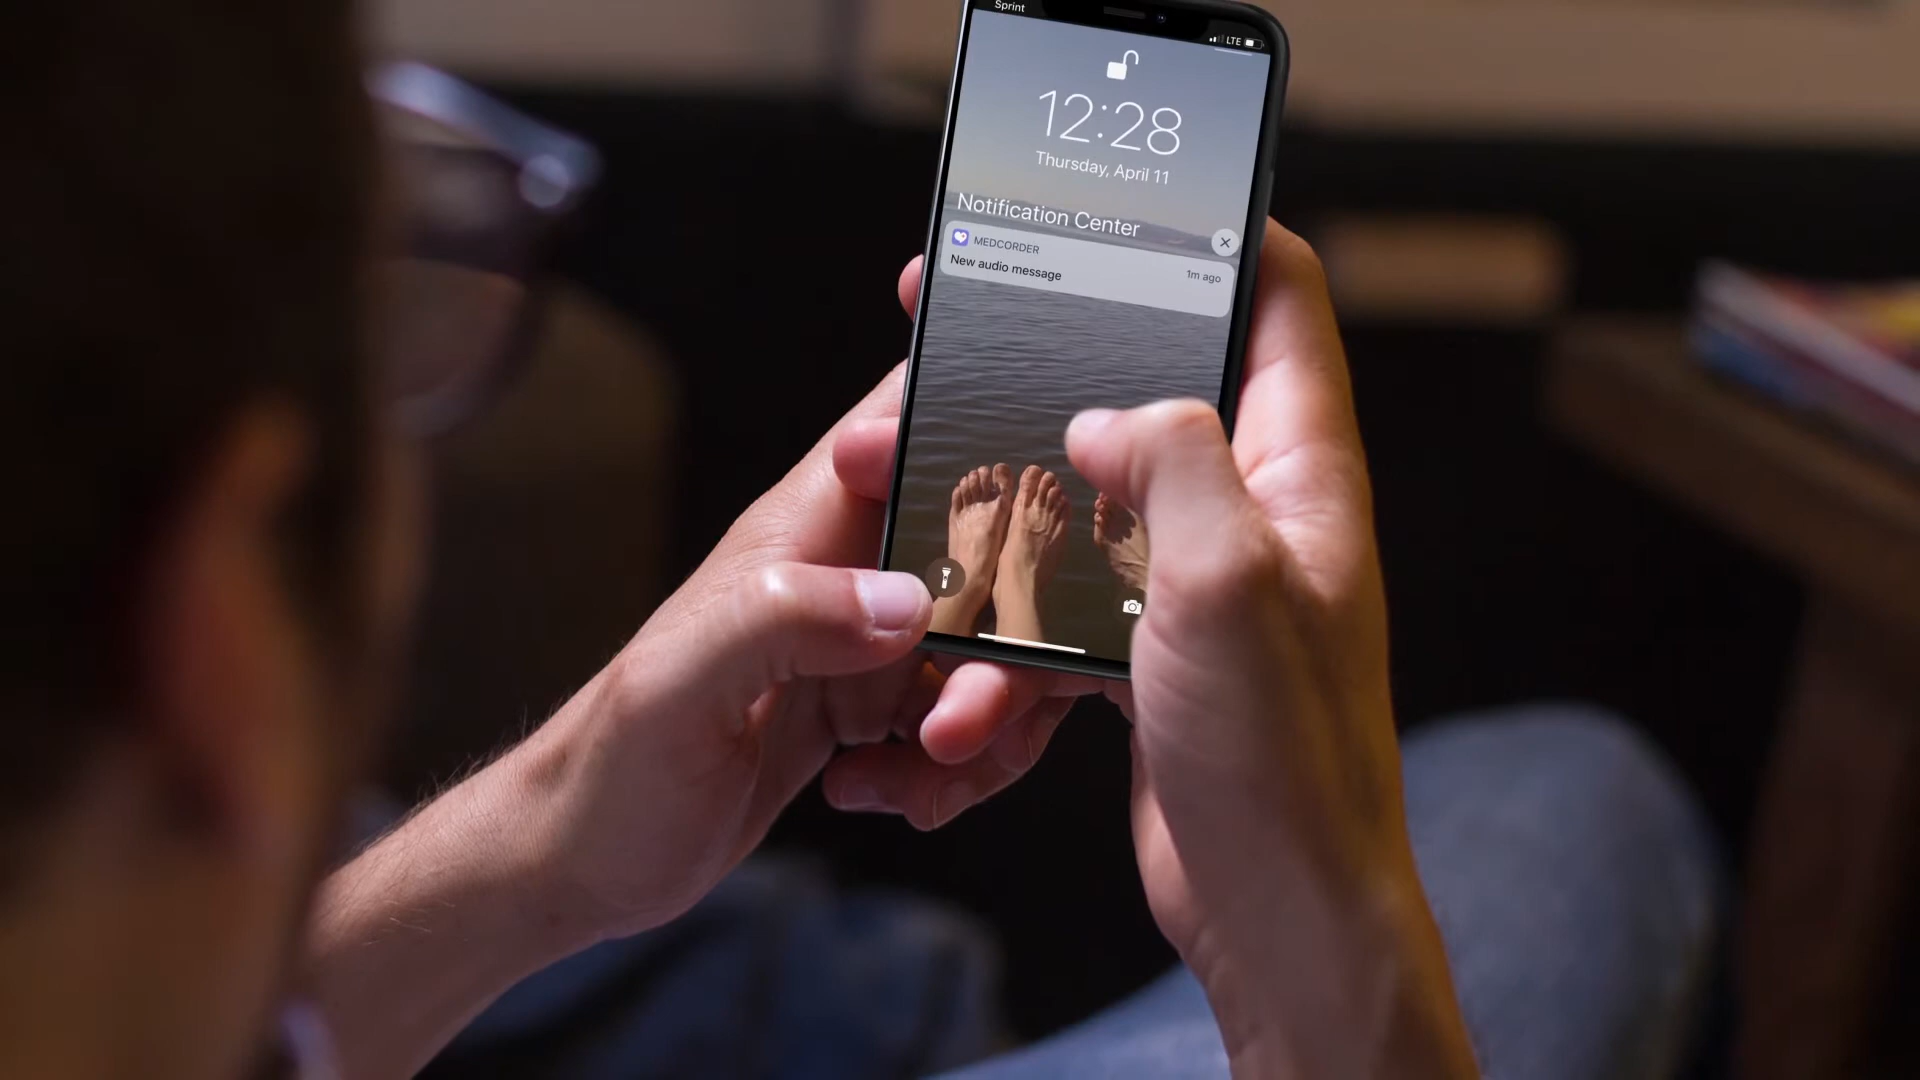 Sprint
LTE
12:28
Thursday, April 11
Notification Center
MEDCORDER
1m ago
New audio message